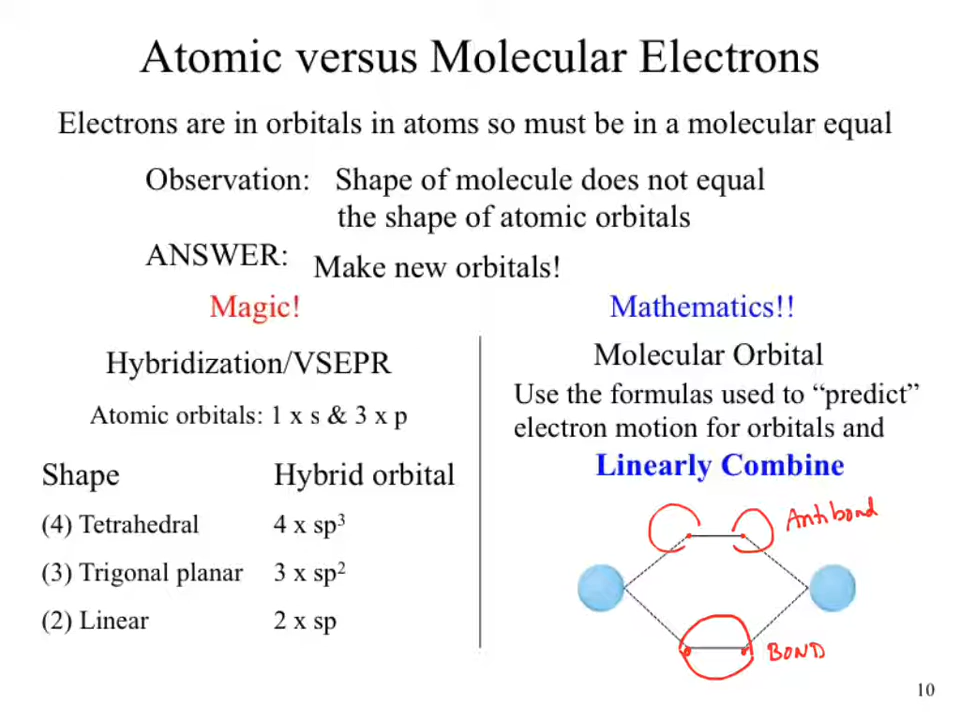 Atomic versus Molecular Electrons
Electrons are in orbitals in atoms so must be in a molecular equal
Observation: Shape of molecule does not equal
the shape of atomic orbitals
ANSWER: Make new orbitals!
Magic!
Hybridization/VSEPR
Atomic orbitals: 1 x s & 3 x p
Shape Hybrid orbital
(4) Tetrahedral 4 x sp³
(3) Trigonal planar 3 x sp²
(2) Linear 2 x sp
Mathematics!!
Molecular Orbital
Use the formulas used to “predict”
electron motion for orbitals and
Linearly Combine
Antibond
BOND
10